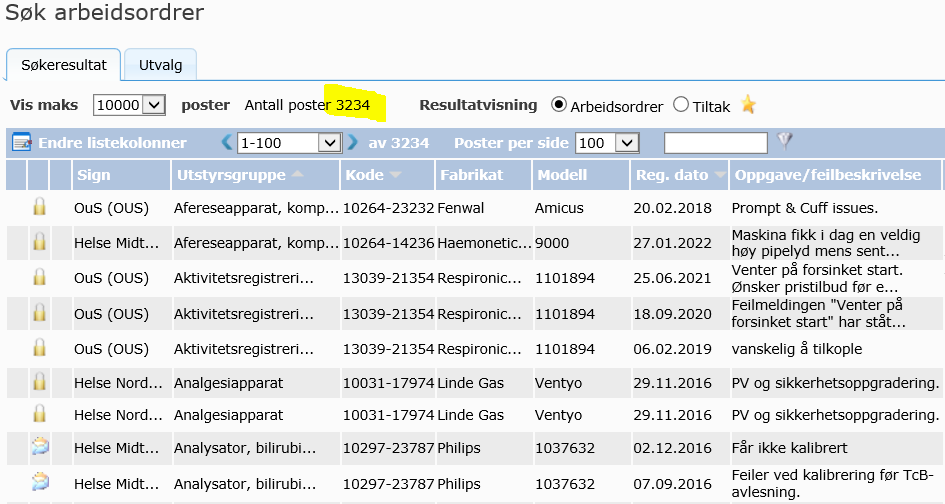 Søk arbeidsordrer
Søkeresultat Utvalg
Vis maks 10000 poster Antall poster 3234 Resultatvisning Arbeidsordrer Tiltak
Endre listekolonner 1-100 av 3234 Poster per side 100
Sign Utstyrsgruppe Kode Fabrikat Modell Reg. dato Oppgave/feilbeskrivelse
OuS (OUS) Afereseapparat, komp... 10264-23232 Fenwal Amicus 20.02.2018 Prompt & Cuff issues.
Helse Midt... Afereseapparat, komp... 10264-14236 Haemonetic... 9000 27.01.2022 Maskina fikk i dag en veldig
høy pipelyd mens sent...
OuS (OUS) Aktivitetsregistreri... 13039-21354 Respironic... 1101894 25.06.2021 Venter på forsinket start.
Ønsker pristilbud før e...
OuS (OUS) Aktivitetsregistreri... 13039-21354 Respironic... 1101894 18.09.2020 Feilmeldingen "Venter på
forsinket start" har ståt...
OuS (OUS) Aktivitetsregistreri... 13039-21354 Respironic... 1101894 06.02.2019 vanskelig å tilkople
Helse Nord... Analgesiapparat 10031-17974 Linde Gas Ventyo 29.11.2016 PV og sikkerhetsoppgradering.
Helse Nord... Analgesiapparat 10031-17974 Linde Gas Ventyo 29.11.2016 PV og sikkerhetsoppgradering.
Helse Midt... Analysator, bilirubi... 10297-23787 Philips 1037632 02.12.2016 Får ikke kalibrert
Helse Midt... Analysator, bilirubi... 10297-23787 Philips 1037632 07.09.2016 Feiler ved kalibrering før TcB-
avlesning.